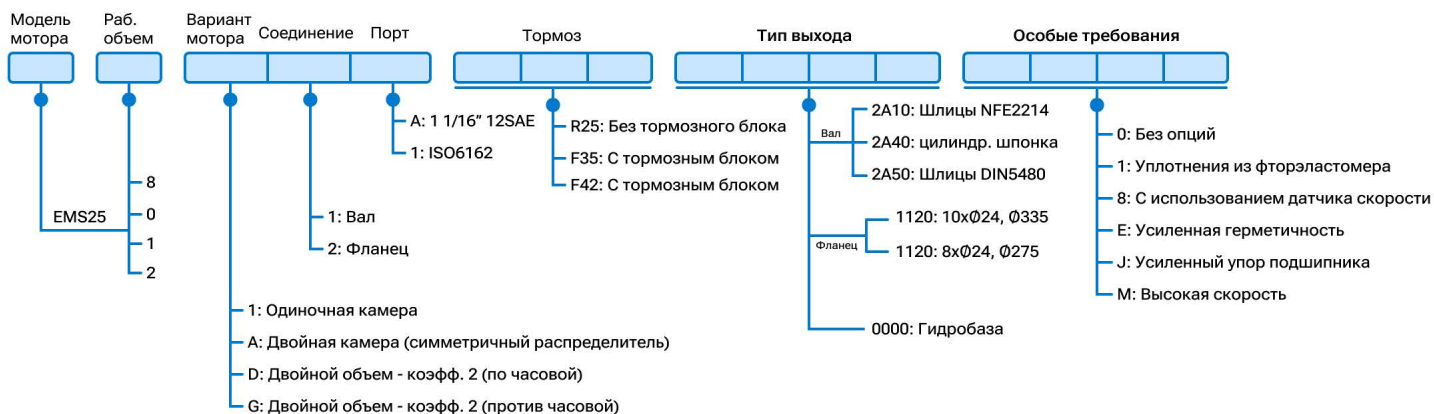 Модель мотора
Раб. объем
Вариант мотора
Соединение
Порт
Тормоз
Тип выхода
Особые требования
EMS25
8
0
1
2
1: Одиночная камера
A: Двойная камера (симметричный распределитель)
D: Двойной объем - коэфф. 2 (по часовой)
G: Двойной объем - коэфф. 2 (против часовой)
1: Вал
2: Фланец
A: 1 1/16” 12SAE
1: ISO6162
R25: Без тормозного блока
F35: С тормозным блоком
F42: С тормозным блоком
Вал
2A10: Шлицы NFE2214
2A40: цилиндр. шпонка
2A50: Шлицы DIN5480
Фланец
1120: 10xØ24, Ø335
1120: 8xØ24, Ø275
0000: Гидробаза
0: Без опций
1: Уплотнения из фторэластомера
8: С использованием датчика скорости
E: Усиленная герметичность
J: Усиленный упор подшипника
M: Высокая скорость